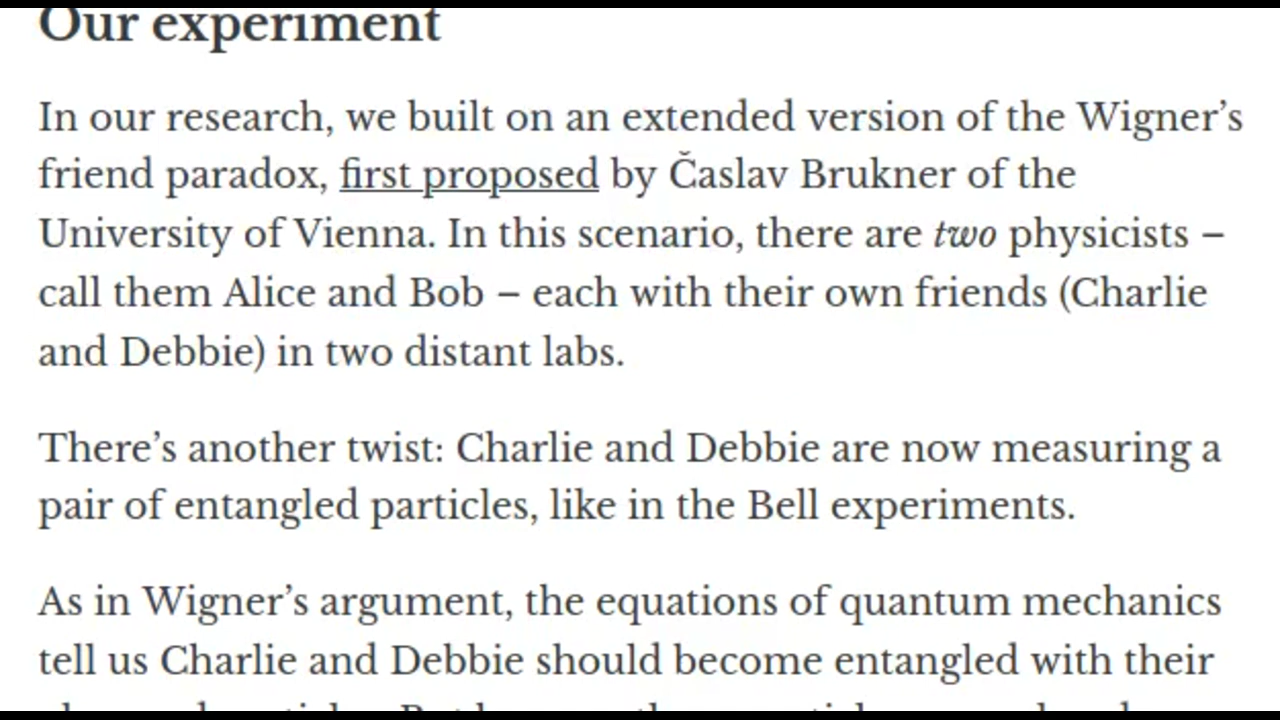 Our experiment
In our research, we built on an extended version of the Wigner’s
friend paradox, first proposed by Časlav Brukner of the
University of Vienna. In this scenario, there are two physicists –
call them Alice and Bob – each with their own friends (Charlie
and Debbie) in two distant labs.
There’s another twist: Charlie and Debbie are now measuring a
pair of entangled particles, like in the Bell experiments.
As in Wigner’s argument, the equations of quantum mechanics
tell us Charlie and Debbie should become entangled with their